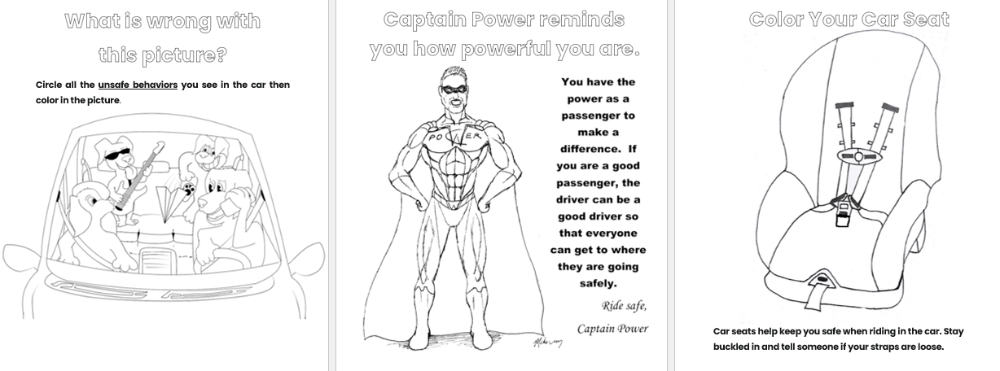 What is wrong with
this picture?
Circle all the unsafe behaviors you see in the car then
color in the picture.
Captain Power reminds
you how powerful you are.
POWER
You have the
power as a
passenger to
make a
difference. If
you are a good
passenger, the
driver can be a
good driver so
that everyone
can get to where
they are going
safely.
Ride safe,
Captain Power
Color Your Car Seat
Car seats help keep you safe when riding in the car. Stay
buckled in and tell someone if your straps are loose.